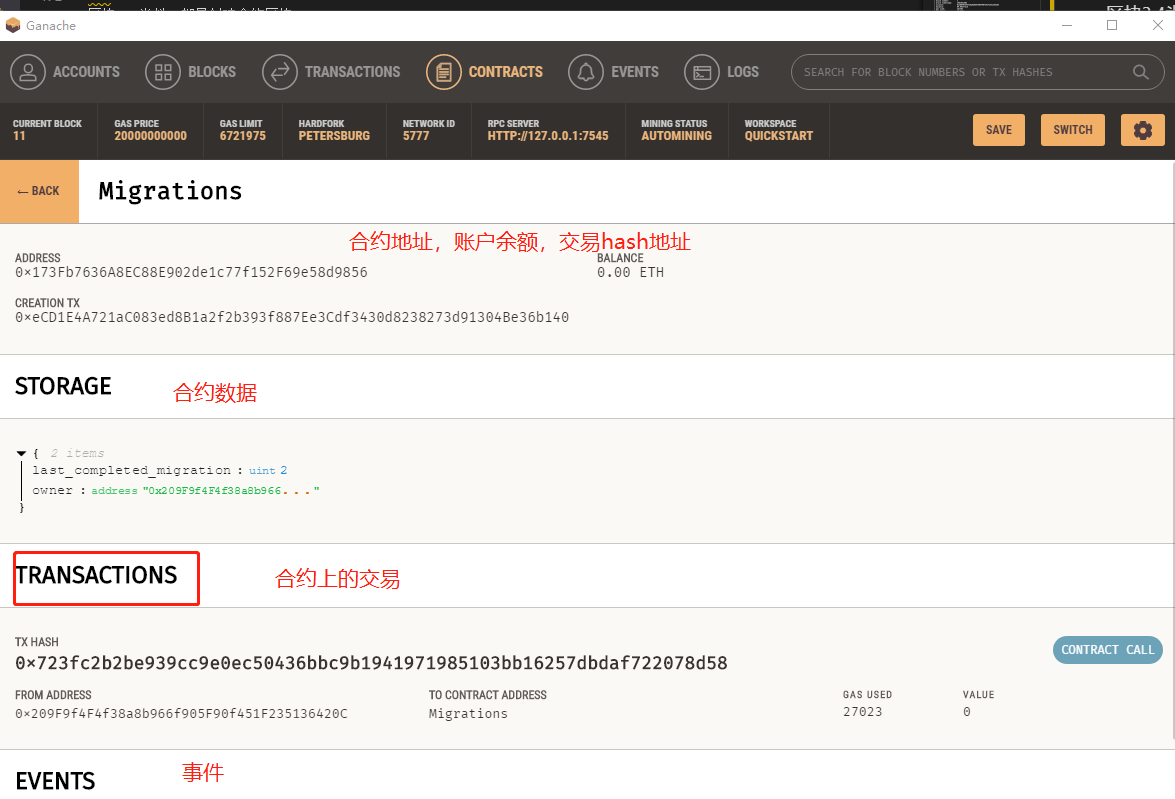 Ganache
ACCOUNTS BLOCKS TRANSACTIONS CONTRACTS EVENTS LOGS SEARCH FOR BLOCK NUMBERS OR TX HASHES
CURRENT BLOCK GAS PRICE GAS LIMIT HARDFORK NETWORK ID RPC SERVER MINING STATUS WORKSPACE
11 20000000000 6721975 PETERSBURG 5777 HTTP://127.0.0.1:7545 AUTOMINING QUICKSTART SAVE SWITCH
← BACK Migrations
合约地址，账户余额，交易hash地址
ADDRESS BALANCE
0×173Fb7636A8EC88E902de1c77f152F69e58d9856 0.00 ETH
CREATION TX
0×eCD1E4A721aC083ed8B1a2f2b393f887Ee3Cdf3430d8238273d91304Be36b140
STORAGE 合约数据
{ 2 items
last_completed_migration : uint 2
owner : address "0x209F9f4F4f38a8b966..."
}
TRANSACTIONS 合约上的交易
TX HASH
0×723fc2b2be939cc9e0ec50436bbc9b1941971985103bb16257dbdaf722078d58 CONTRACT CALL
FROM ADDRESS TO CONTRACT ADDRESS GAS USED VALUE
0×209F9f4F4f38a8b966f905F90f451F235136420C Migrations 27023 0
EVENTS 事件